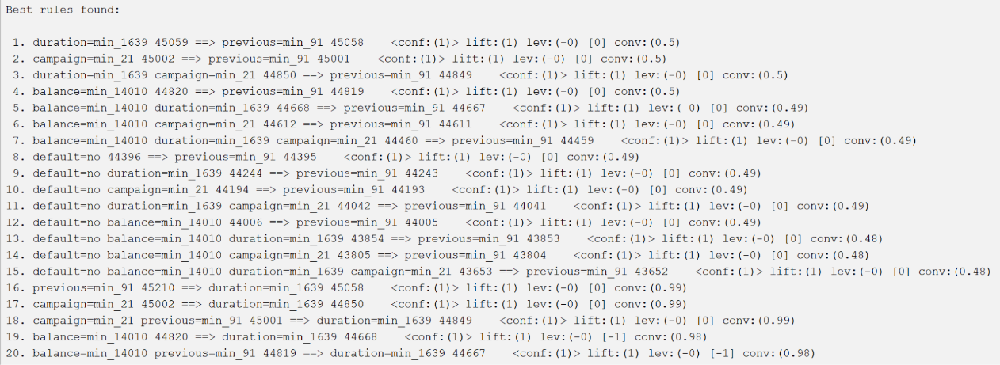 Best rules found:
1. duration=min_1639 45059 ==> previous=min_91 45058 <conf:(1)> lift:(1) lev:(-0) [0] conv:(0.5)
2. campaign=min_21 45002 ==> previous=min_91 45001 <conf:(1)> lift:(1) lev:(-0) [0] conv:(0.5)
3. duration=min_1639 campaign=min_21 44850 ==> previous=min_91 44849 <conf:(1)> lift:(1) lev:(-0) [0] conv:(0.5)
4. balance=min_14010 44820 ==> previous=min_91 44819 <conf:(1)> lift:(1) lev:(-0) [0] conv:(0.5)
5. balance=min_14010 duration=min_1639 44668 ==> previous=min_91 44667 <conf:(1)> lift:(1) lev:(-0) [0] conv:(0.49)
6. balance=min_14010 campaign=min_21 44612 ==> previous=min_91 44611 <conf:(1)> lift:(1) lev:(-0) [0] conv:(0.49)
7. balance=min_14010 duration=min_1639 campaign=min_21 44460 ==> previous=min_91 44459 <conf:(1)> lift:(1) lev:(-0) [0] conv:(0.49)
8. default=no 44396 ==> previous=min_91 44395 <conf:(1)> lift:(1) lev:(-0) [0] conv:(0.49)
9. default=no duration=min_1639 44244 ==> previous=min_91 44243 <conf:(1)> lift:(1) lev:(-0) [0] conv:(0.49)
10. default=no campaign=min_21 44194 ==> previous=min_91 44193 <conf:(1)> lift:(1) lev:(-0) [0] conv:(0.49)
11. default=no duration=min_1639 campaign=min_21 44042 ==> previous=min_91 44041 <conf:(1)> lift:(1) lev:(-0) [0] conv:(0.49)
12. default=no balance=min_14010 44006 ==> previous=min_91 44005 <conf:(1)> lift:(1) lev:(-0) [0] conv:(0.49)
13. default=no balance=min_14010 duration=min_1639 43854 ==> previous=min_91 43853 <conf:(1)> lift:(1) lev:(-0) [0] conv:(0.48)
14. default=no balance=min_14010 campaign=min_21 43805 ==> previous=min_91 43804 <conf:(1)> lift:(1) lev:(-0) [0] conv:(0.48)
15. default=no balance=min_14010 duration=min_1639 campaign=min_21 43653 ==> previous=min_91 43652 <conf:(1)> lift:(1) lev:(-0) [0] conv:(0.48)
16. previous=min_91 45210 ==> duration=min_1639 45058 <conf:(1)> lift:(1) lev:(-0) [0] conv:(0.99)
17. campaign=min_21 45002 ==> duration=min_1639 44850 <conf:(1)> lift:(1) lev:(-0) [0] conv:(0.99)
18. campaign=min_21 previous=min_91 45001 ==> duration=min_1639 44849 <conf:(1)> lift:(1) lev:(-0) [0] conv:(0.99)
19. balance=min_14010 44820 ==> duration=min_1639 44668 <conf:(1)> lift:(1) lev:(-0) [-1] conv:(0.98)
20. balance=min_14010 previous=min_91 44819 ==> duration=min_1639 44667 <conf:(1)> lift:(1) lev:(-0) [-1] conv:(0.98)